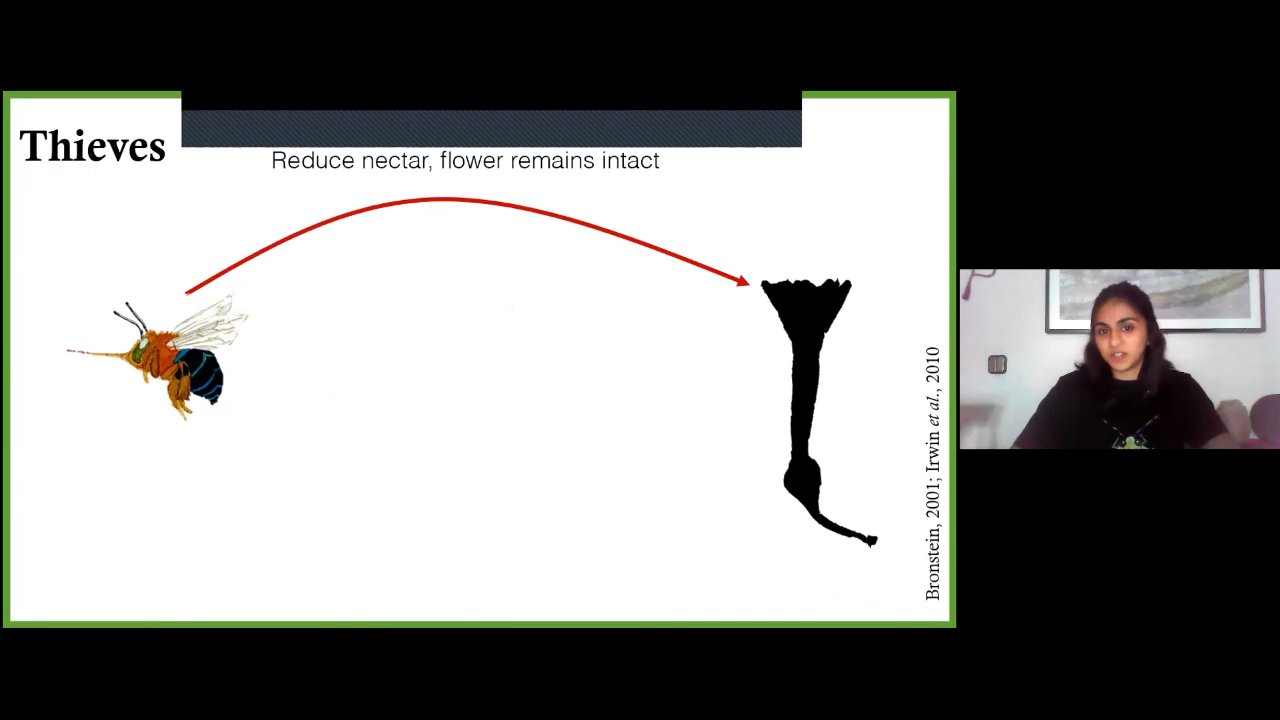 Thieves
Reduce nectar, flower remains intact
Bronstein, 2001; Irwin et al., 2010